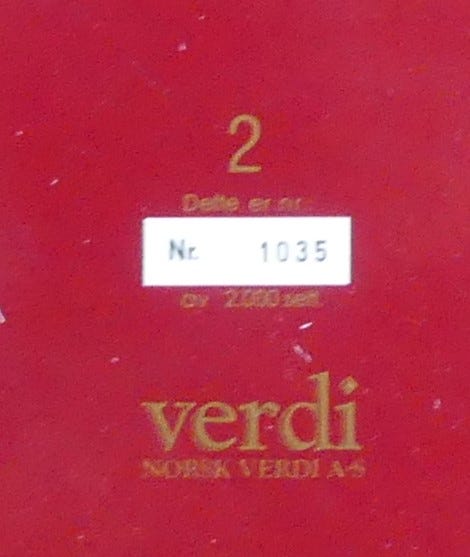 2
Dette er nr.
Nr. 1035
av 2.000 sett
verdi
NORSK VERDI A-S